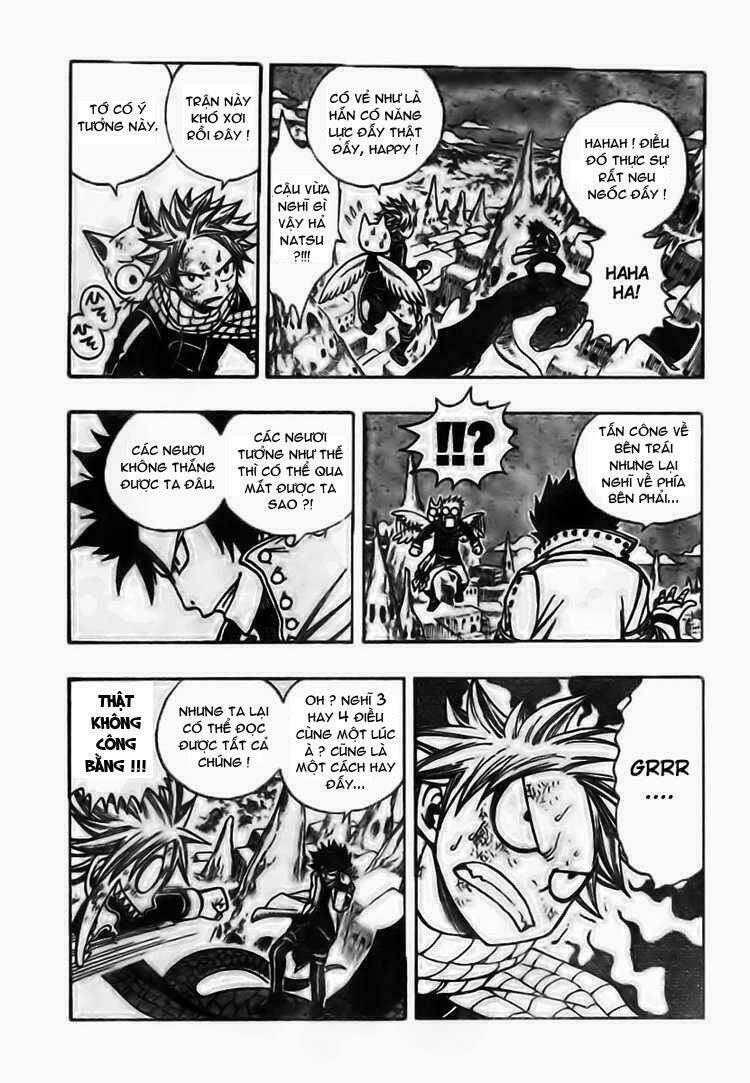 HAHAH ! ĐIỀU
ĐÓ THỰC SỰ
RẤT NGU
NGỐC ĐẤY !
HAHA
HA!
CÓ VẺ NHƯ LÀ
HẮN CÓ NĂNG
LỰC ĐẤY THẬT
ĐẤY, HAPPY !
CẬU VỪA
NGHĨ GÌ
VẬY HẢ
NATSU
?!!!
TRẬN NÀY
KHÓ XƠI
RỒI ĐÂY !
TỚ CÓ Ý
TƯỞNG NÀY.
TẤN CÔNG VỀ
BÊN TRÁI
NHƯNG LẠI
NGHĨ VỀ PHÍA
BÊN PHẢI...
!!?
CÁC NGƯƠI
TƯỞNG NHƯ THẾ
THÌ CÓ THỂ QUA
MẮT ĐƯỢC TA
SAO ?!
CÁC NGƯƠI
KHÔNG THẮNG
ĐƯỢC TA ĐÂU.
GRRR
....
OH ? NGHĨ 3
HAY 4 ĐIỀU
CÙNG MỘT LÚC
À ? CŨNG LÀ
MỘT CÁCH HAY
ĐẤY...
NHƯNG TA LẠI
CÓ THỂ ĐỌC
ĐƯỢC TẤT CẢ
CHÚNG !
THẬT
KHÔNG
CÔNG
BẰNG !!!